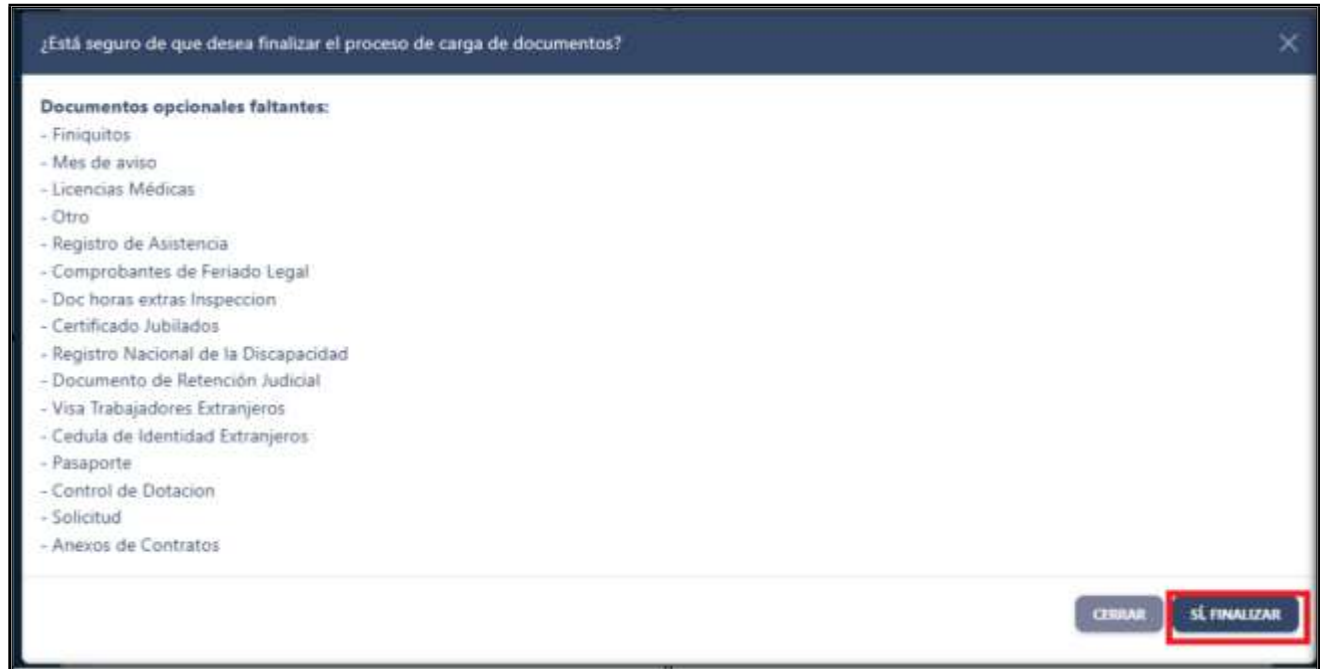 ¿Está seguro de que desea finalizar el proceso de carga de documentos?
Documentos opcionales faltantes:
- Finiquitos
- Mes de aviso
- Licencias Médicas
- Otro
- Registro de Asistencia
- Comprobantes de Feriado Legal
- Doc horas extras Inspeccion
- Certificado Jubilados
- Registro Nacional de la Discapacidad
- Documento de Retención Judicial
- Visa Trabajadores Extranjeros
- Cedula de Identidad Extranjeros
- Pasaporte
- Control de Dotacion
- Solicitud
- Anexos de Contratos
CERRAR SÍ, FINALIZAR